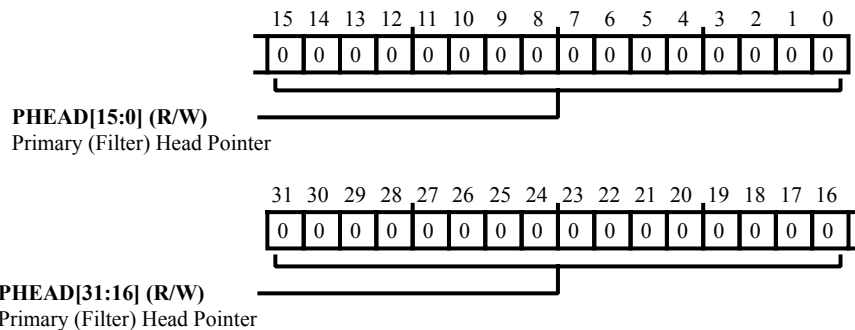 15 14 13 12 11 10 9 8 7 6 5 4 3 2 1 0
0 0 0 0 0 0 0 0 0 0 0 0 0 0 0 0
PHEAD[15:0] (R/W)
Primary (Filter) Head Pointer
31 30 29 28 27 26 25 24 23 22 21 20 19 18 17 16
0 0 0 0 0 0 0 0 0 0 0 0 0 0 0 0
PHEAD[31:16] (R/W)
Primary (Filter) Head Pointer